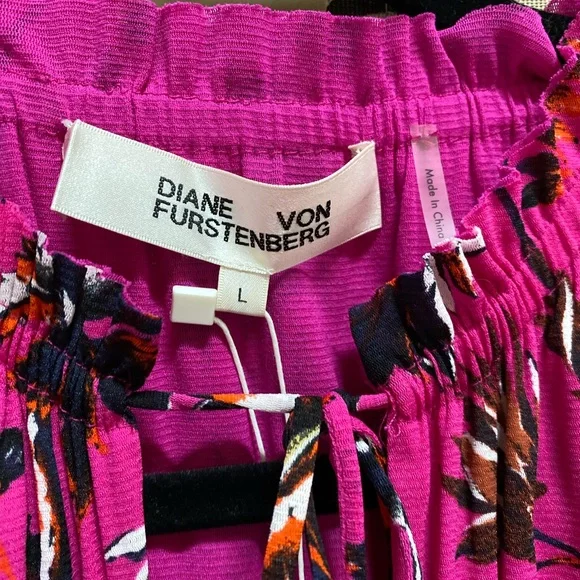 DIANE VON
FURSTENBERG
L
Made In China